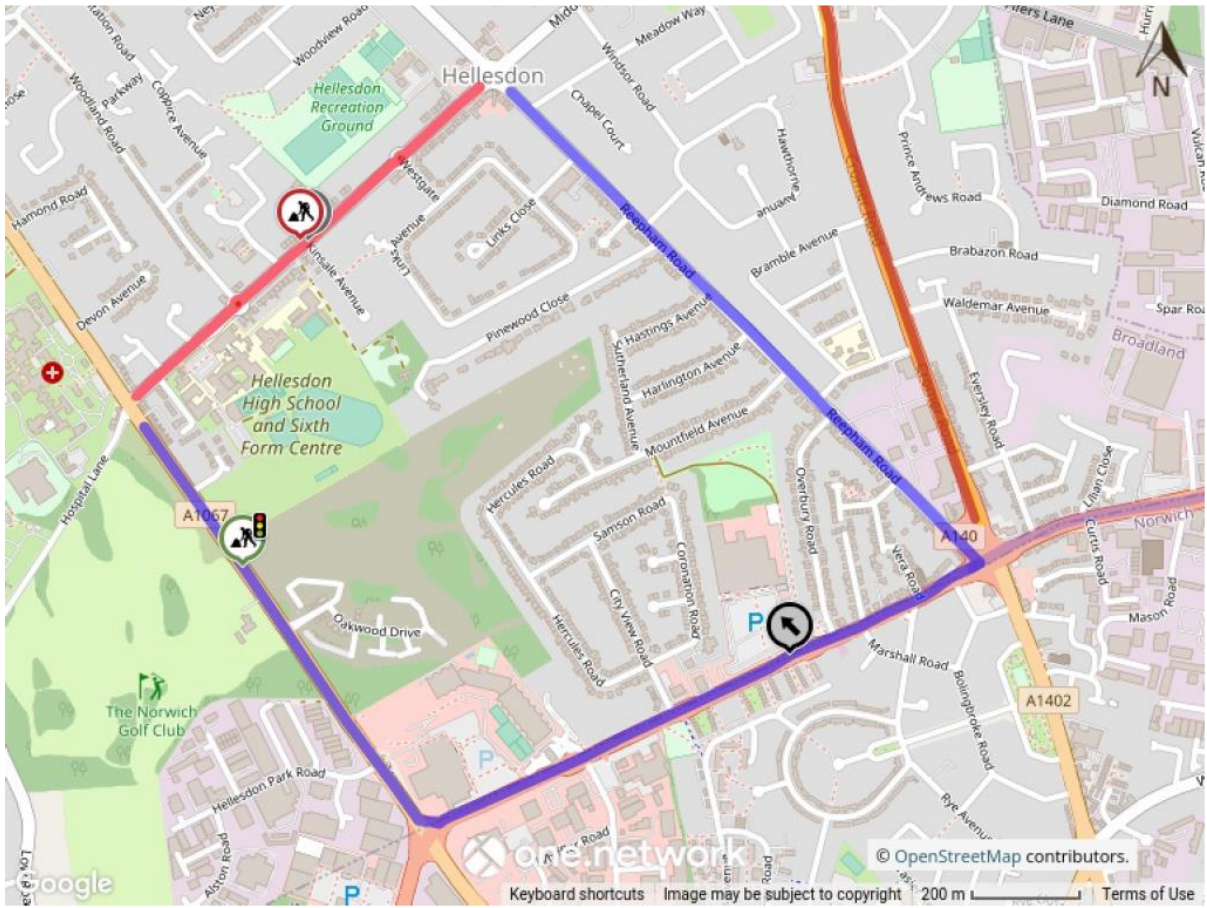 Woodview Road
Meadow Way
Hellesdon
Parkway
Coppice Avenue
Woodland Road
Windsor Road
N
Hellesdon
Recreation
Ground
Chapel Court
Hawthorne
Prince Andrews Road
Westgate
Diamond Road
Hamond Road
Links Close
Links Avenue
Reepham Road
Bramble Avenue
Brabazon Road
Kinsale Avenue
Devon Avenue
Pinewood Close
Waldemar Avenue
Hastings Avenue
Broadland
Sutherland Avenue
Harlington Avenue
Eversley Road
Hellesdon
High School
and Sixth
Form Centre
Mountfield Avenue
Reepham Road
Hospital Lane
Hercules Road
Overbury Road
Lilian Close
A1067
Samson Road
Norwich
A140
Coronation Road
Vera Road
Curtis Road
City View Road
Oakwood Drive
P
Mason Road
Hercules Road
Marshall Road
Bolingbroke Road
A1402
The Norwich
Golf Club
P
Hellesdon Park Road
Alston Road
one.network
© OpenStreetMap contributors.
Google
P
Keyboard shortcuts
Image may be subject to copyright
200 m
Terms of Use